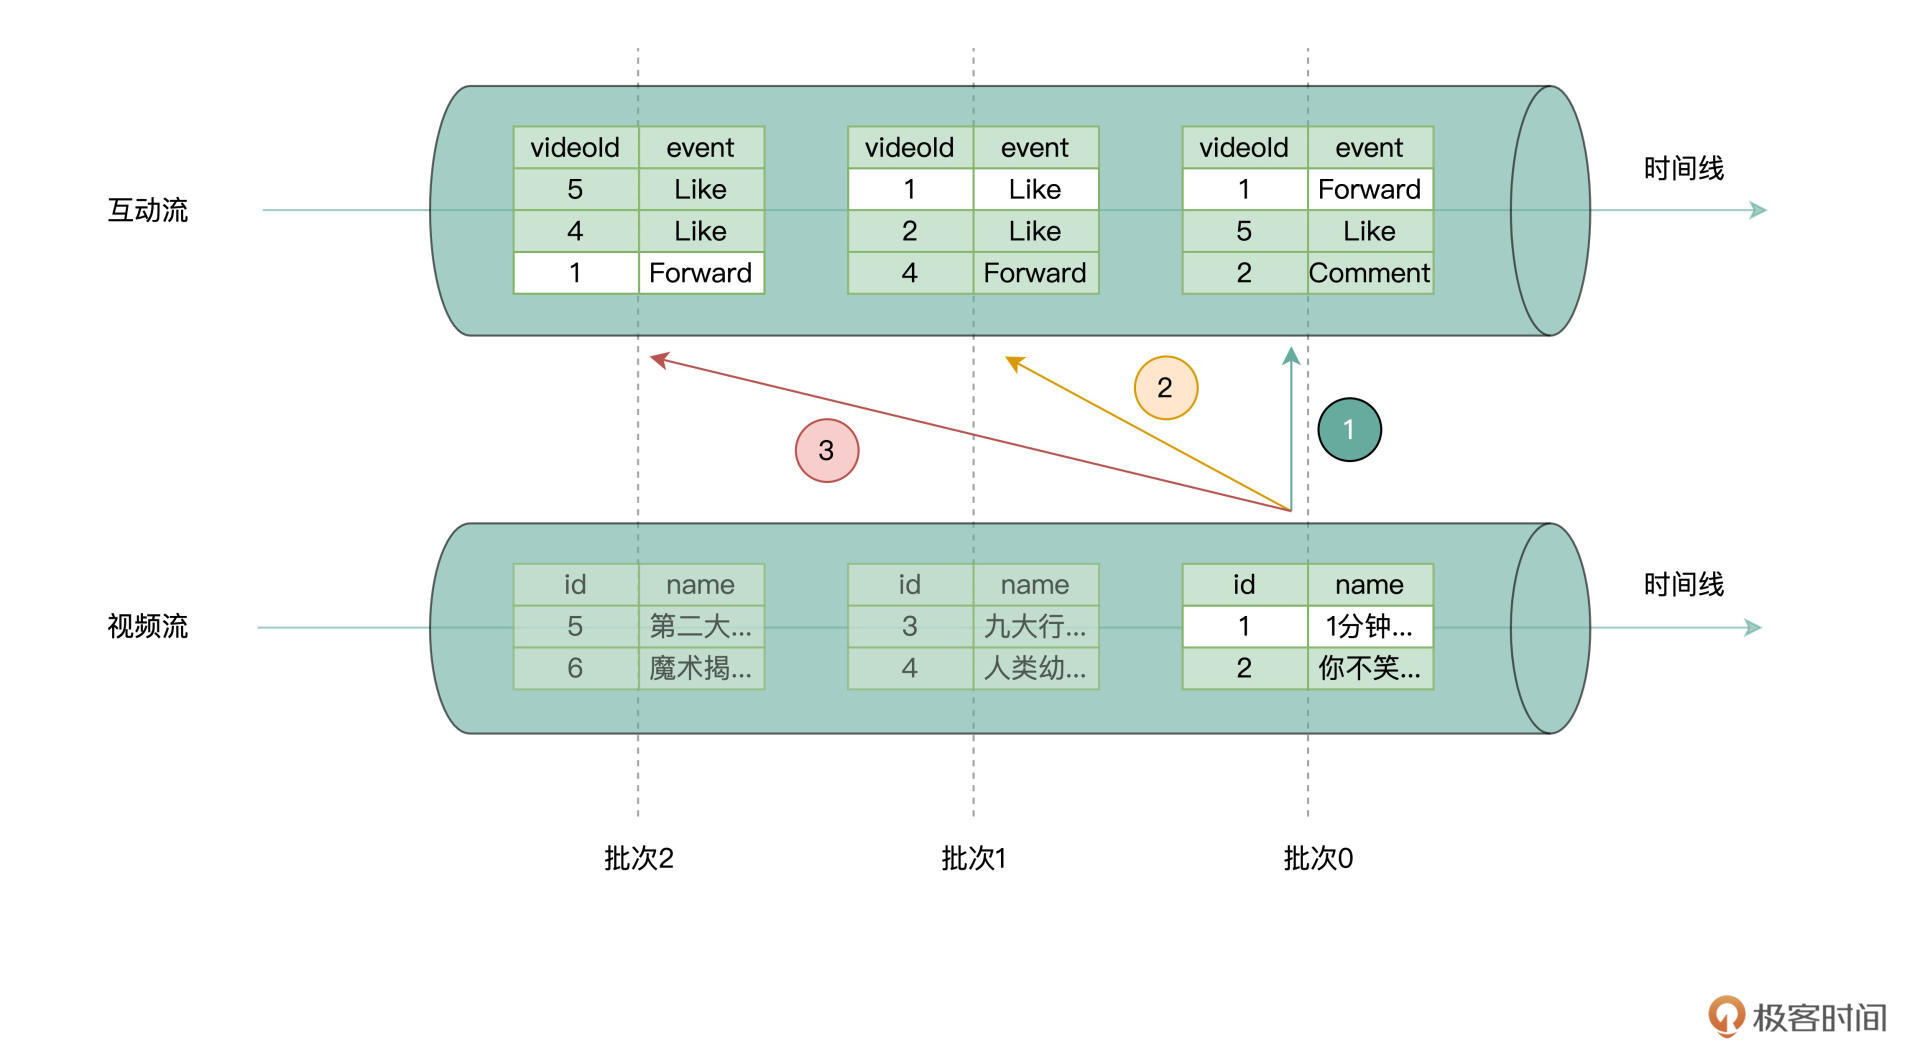 videoId event videoId event videoId event
5 Like 1 Like 1 Forward
互动流 4 Like 2 Like 5 Like 时间线
1 Forward 4 Forward 2 Comment
2
1
3
id name id name id name
视频流 5 第二大... 3 九大行... 1 1分钟... 时间线
6 魔术揭... 4 人类幼... 2 你不笑...
批次2 批次1 批次0
极客时间